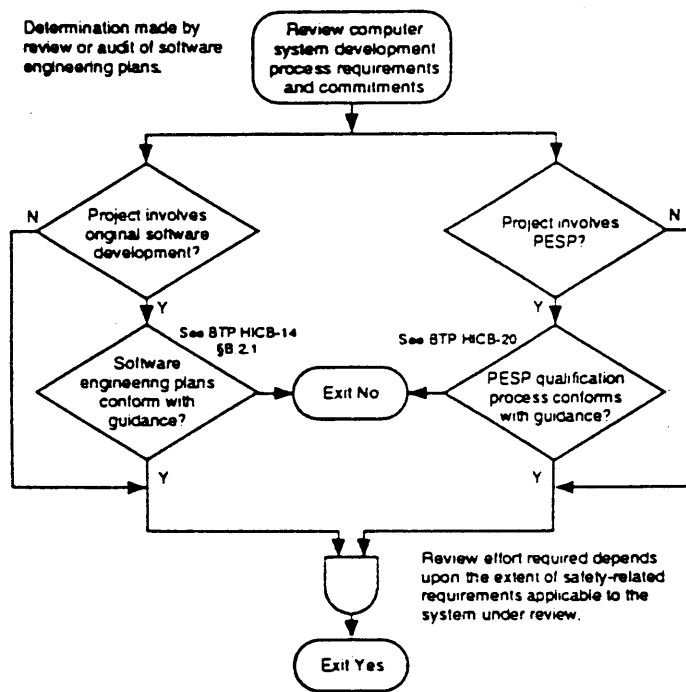 Determination made by
review or audit of software
engineering plans.
Review computer
system development
process requirements
and commitments
N
Project involves
original software
development?
Y
Project involves
PESP?
N
Y
See BTP HICB-14
§B.2.1
See BTP HICB-20
Software
engineering plans
conform with
guidance?
Exit No
PESP qualification
process conforms
with guidance?
Y
Y
Review effort required depends
upon the extent of safety-related
requirements applicable to the
system under review.
Exit Yes